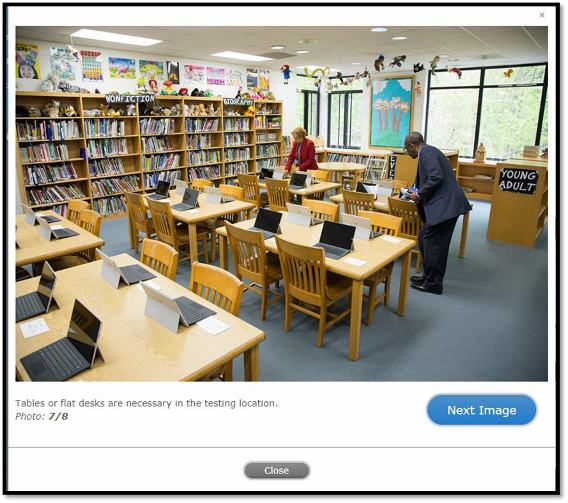 ×
NONFICTION
BIOGRAPHY
YOUNG
ADULT
Tables or flat desks are necessary in the testing location.
Photo: 7/8
Next Image
Close